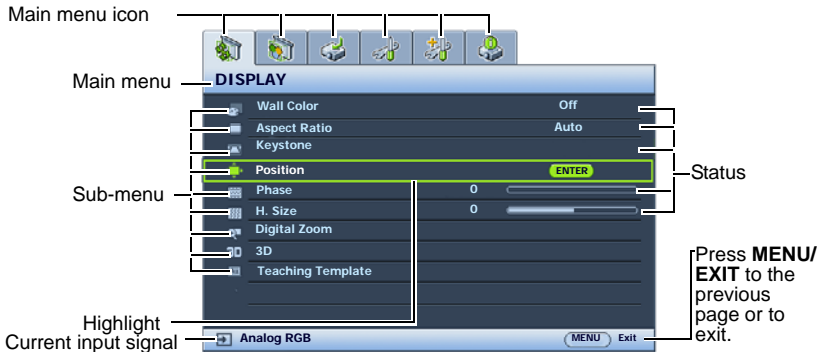 Main menu icon
Main menu
DISPLAY
Wall Color Off
Aspect Ratio Auto
Keystone
Position ENTER
Status
Sub-menu
Phase 0
H. Size 0
Digital Zoom
3D 3D
Teaching Template
Press MENU/
EXIT to the
previous
page or to
exit.
Highlight
Current input signal
Analog RGB MENU Exit